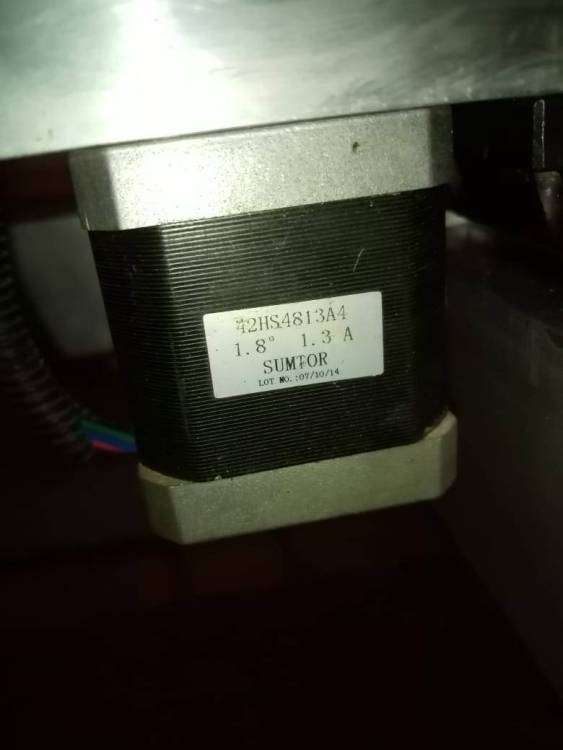 42HS4813A4
1.8° 1.3 A
SUMTOR
LOT NO.:07/10/14